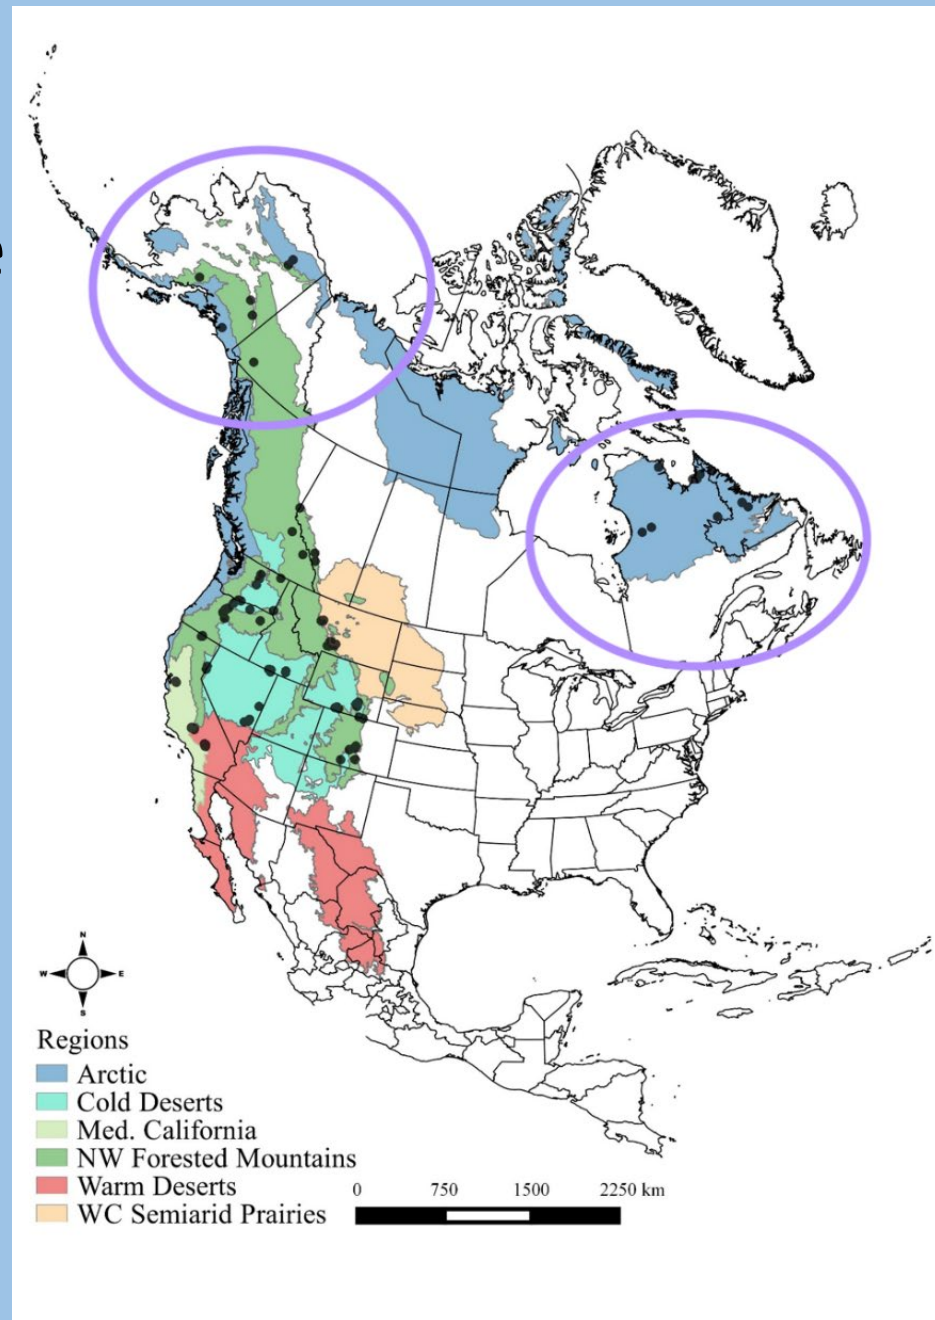 e
N
W E
S
Regions
Arctic
Cold Deserts
Med. California
NW Forested Mountains
Warm Deserts
WC Semiarid Prairies
0 750 1500 2250 km